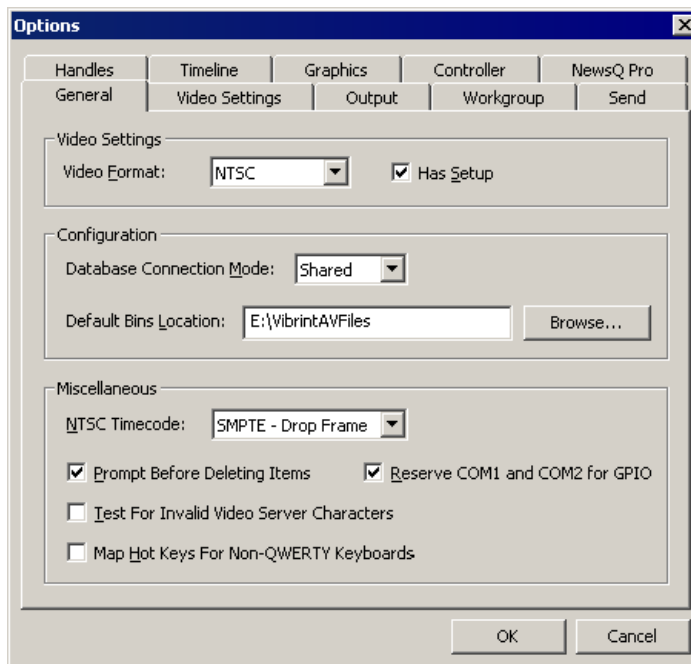 Options
Handles Timeline Graphics Controller NewsQ Pro
General Video Settings Output Workgroup Send
Video Settings
Video Format: NTSC Has Setup
Configuration
Database Connection Mode: Shared
Default Bins Location: E:\VibrintAVFiles Browse...
Miscellaneous
NTSC Timecode: SMPTE - Drop Frame
Prompt Before Deleting Items Reserve COM1 and COM2 for GPIO
Test For Invalid Video Server Characters
Map Hot Keys For Non-QWERTY Keyboards
OK Cancel